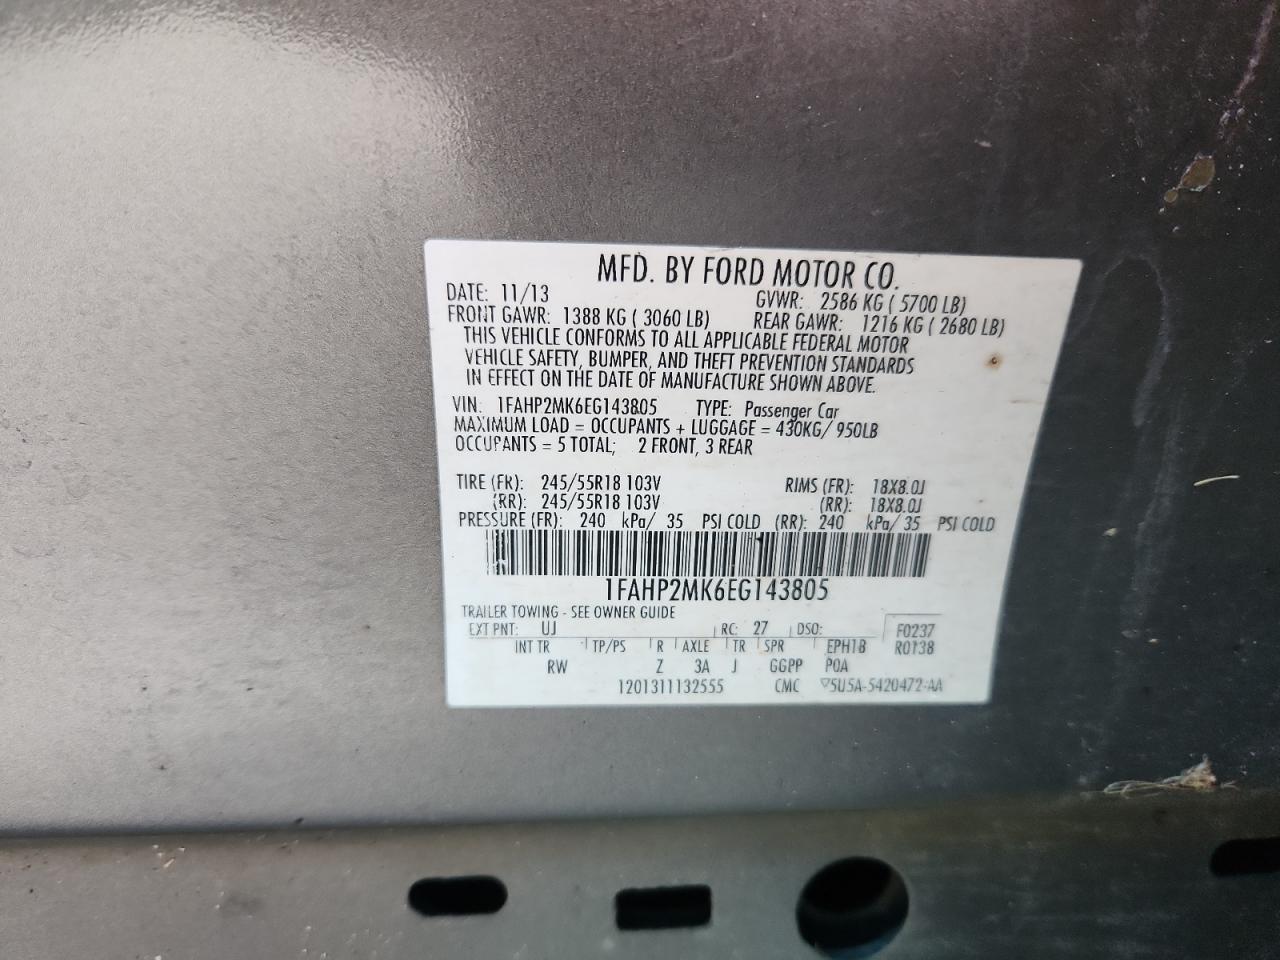 MFD. BY FORD MOTOR CO.
DATE: 11/13 GVWR: 2586 KG ( 5700 LB)
FRONT GAWR: 1388 KG ( 3060 LB) REAR GAWR: 1216 KG ( 2680 LB)
THIS VEHICLE CONFORMS TO ALL APPLICABLE FEDERAL MOTOR
VEHICLE SAFETY, BUMPER, AND THEFT PREVENTION STANDARDS
IN EFFECT ON THE DATE OF MANUFACTURE SHOWN ABOVE.
VIN: 1FAHP2MK6EG143805 TYPE: Passenger Car
MAXIMUM LOAD = OCCUPANTS + LUGGAGE = 430KG/ 950LB
OCCUPANTS = 5 TOTAL; 2 FRONT, 3 REAR
TIRE (FR): 245/55R18 103V RIMS (FR): 18X8.0J
(RR): 245/55R18 103V (RR): 18X8.0J
PRESSURE (FR): 240 kPa/ 35 PSI COLD (RR): 240 kPa/ 35 PSI COLD
1FAHP2MK6EG143805
TRAILER TOWING - SEE OWNER GUIDE
EXT PNT: UJ RC: 27 DSO: F0237
INT TR TP/PS R AXLE TR SPR EPH18 R0138
RW Z 3A J GGPP POA
1201311132555 CMC ▽5U5A-5420472-AA